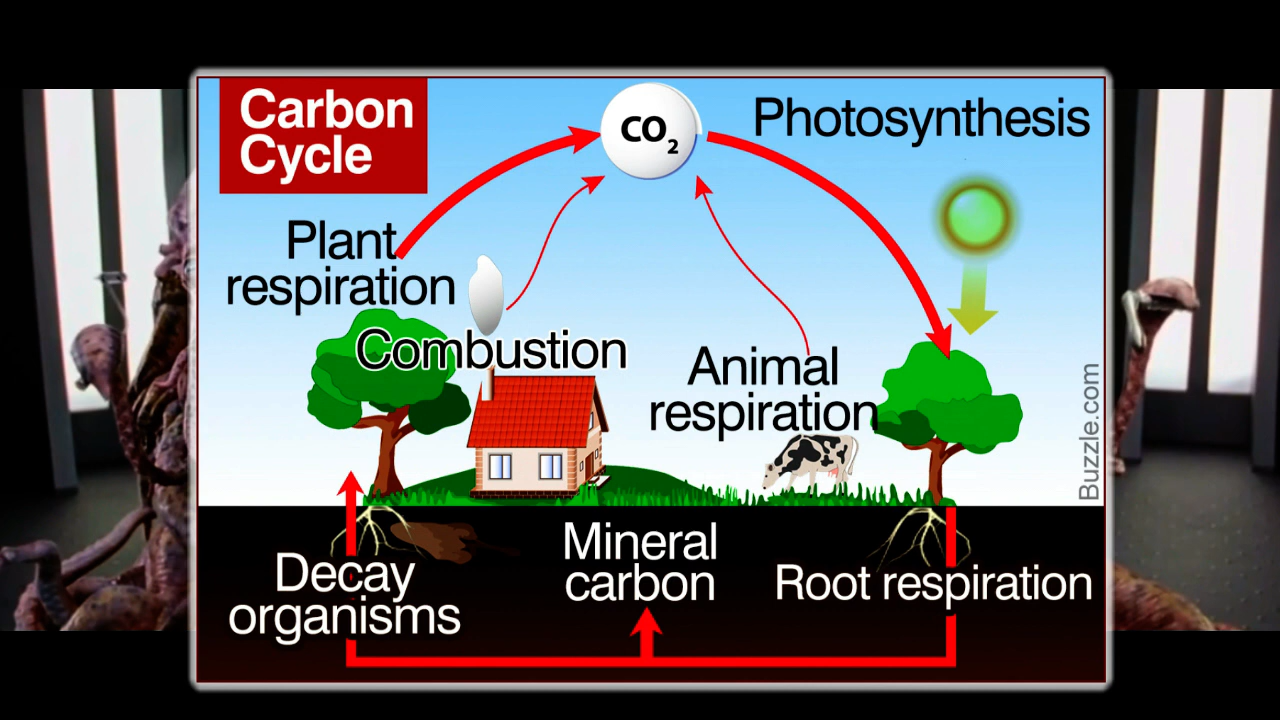 Carbon
Cycle
CO₂
Photosynthesis
Plant
respiration
Combustion
Animal
respiration
Buzzle.com
Mineral
carbon
Decay
organisms
Root respiration